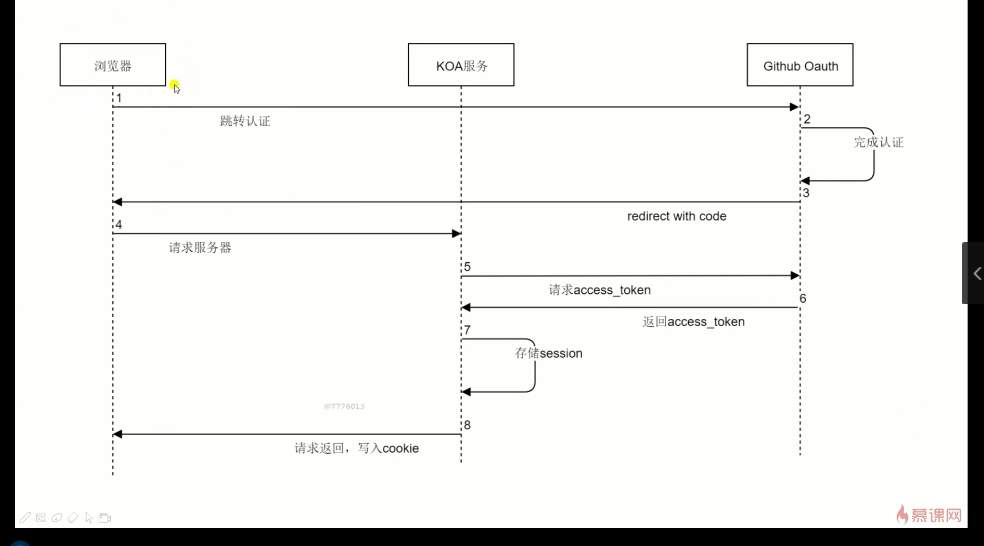 浏览器
KOA服务
Github Oauth
1
跳转认证
2
完成认证
3
redirect with code
4
请求服务器
5
请求access_token
6
返回access_token
7
存储session
@7776013
8
请求返回，写入cookie
慕课网